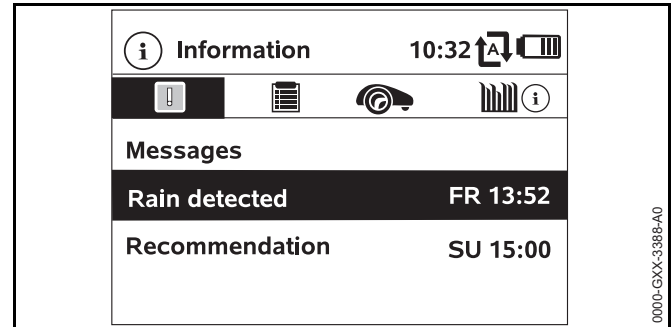 i Information 10:32 A
! i
Messages
Rain detected FR 13:52
Recommendation SU 15:00
0000-GXX-3388-A0